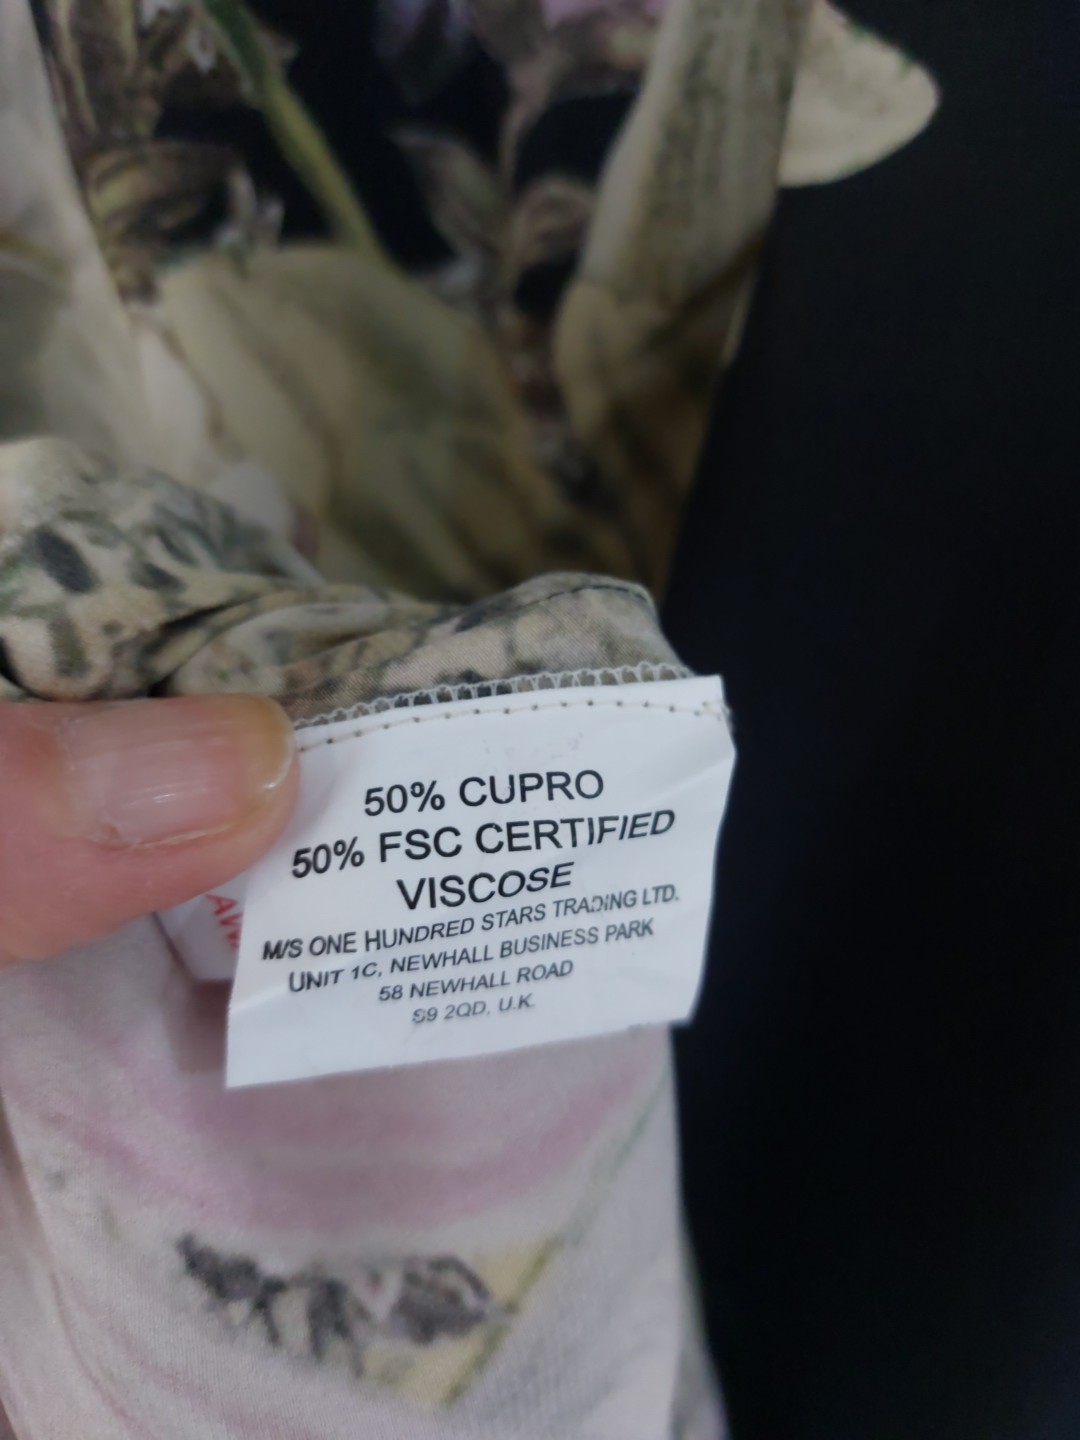 50% CUPRO
50% FSC CERTIFIED
VISCOSE
M/S ONE HUNDRED STARS TRADING LTD.
UNIT 1C, NEWHALL BUSINESS PARK
58 NEWHALL ROAD
S9 2QD, U.K.